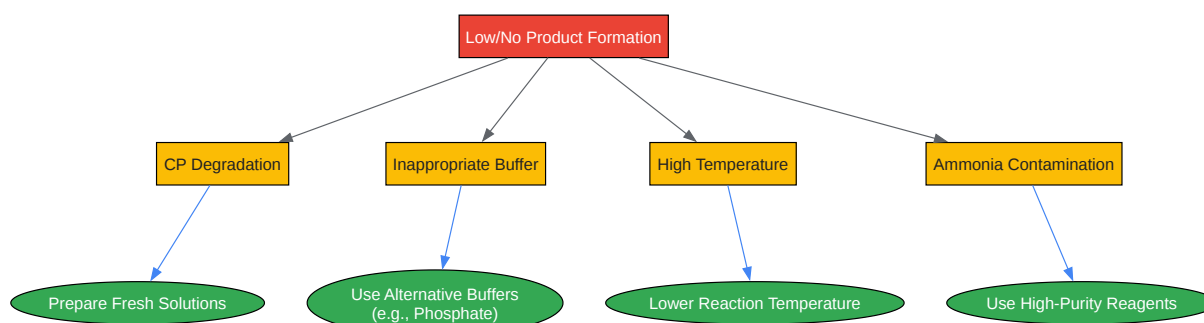 Low/No Product Formation
CP Degradation
Inappropriate Buffer
High Temperature
Ammonia Contamination
Prepare Fresh Solutions
Use Alternative Buffers
(e.g., Phosphate)
Lower Reaction Temperature
Use High-Purity Reagents